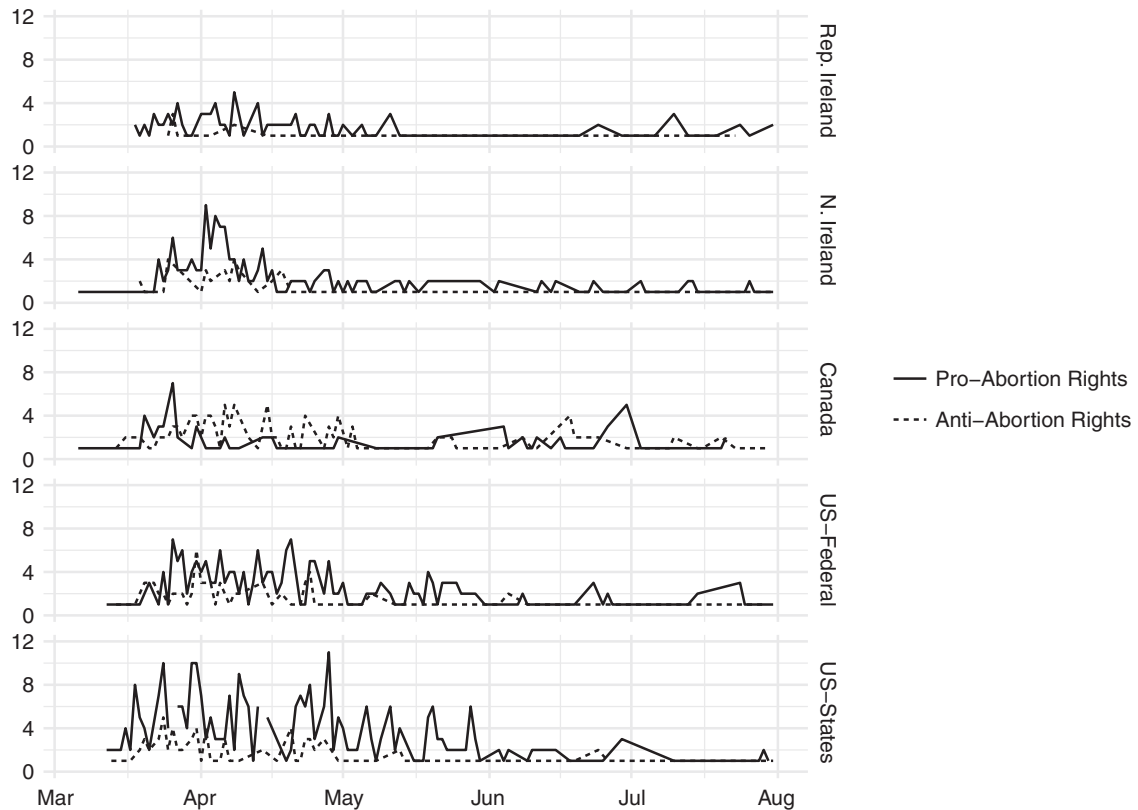 12
8
4
0
Rep. Ireland
12
8
4
0
N. Ireland
12
8
4
0
Canada
12
8
4
0
US−Federal
12
8
4
0
US−States
Mar Apr May Jun Jul Aug
Pro−Abortion Rights
Anti−Abortion Rights